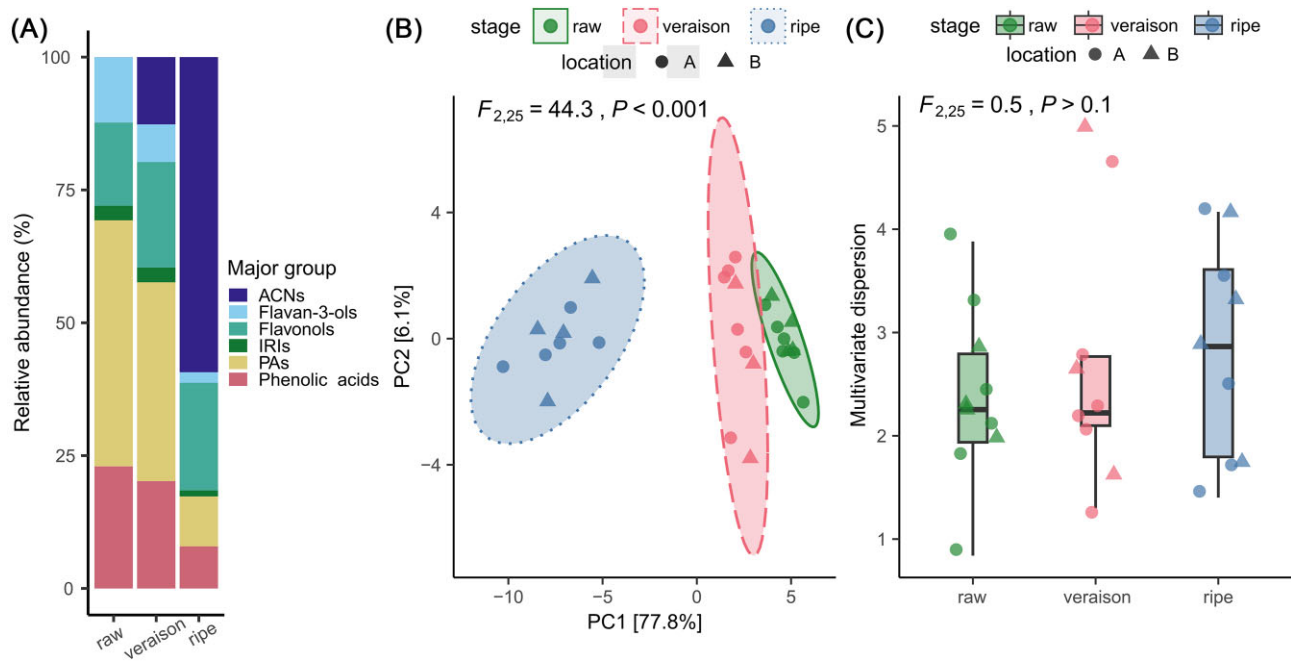 (A)
100
75
50
25
0
Relative abundance (%)
raw
veraison
ripe
Major group
ACNs
Flavan-3-ols
Flavonols
IRIs
PAs
Phenolic acids
(B)
stage raw veraison ripe
location A B
F2,25 = 44.3 , P < 0.001
4
0
−4
PC2 [6.1%]
−10 −5 0 5
PC1 [77.8%]
(C)
stage raw veraison ripe
location A B
F2,25 = 0.5 , P > 0.1
5
4
3
2
1
Multivariate dispersion
raw veraison ripe